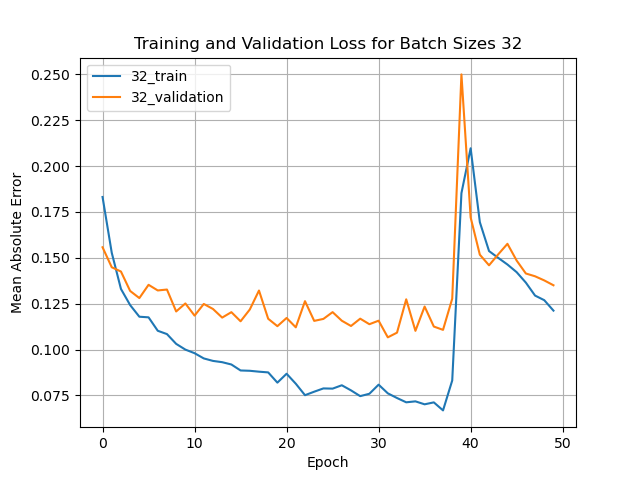 Training and Validation Loss for Batch Sizes 32
32_train
32_validation
0.250
0.225
0.200
0.175
0.150
0.125
0.100
0.075
Mean Absolute Error
0 10 20 30 40 50
Epoch